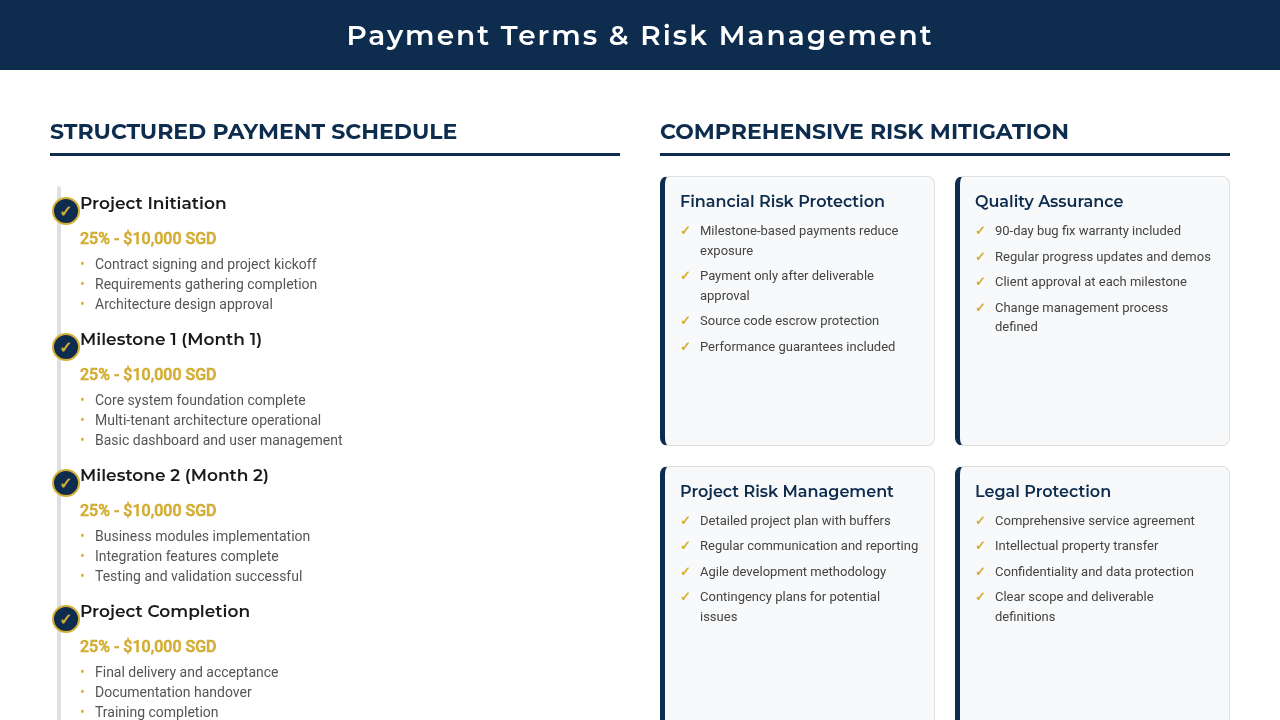 Payment Terms & Risk Management
STRUCTURED PAYMENT SCHEDULE
✓ Project Initiation
25% - $10,000 SGD
• Contract signing and project kickoff
• Requirements gathering completion
• Architecture design approval
✓ Milestone 1 (Month 1)
25% - $10,000 SGD
• Core system foundation complete
• Multi-tenant architecture operational
• Basic dashboard and user management
✓ Milestone 2 (Month 2)
25% - $10,000 SGD
• Business modules implementation
• Integration features complete
• Testing and validation successful
✓ Project Completion
25% - $10,000 SGD
• Final delivery and acceptance
• Documentation handover
• Training completion
COMPREHENSIVE RISK MITIGATION
Financial Risk Protection
✓ Milestone-based payments reduce
exposure
✓ Payment only after deliverable
approval
✓ Source code escrow protection
✓ Performance guarantees included
Quality Assurance
✓ 90-day bug fix warranty included
✓ Regular progress updates and demos
✓ Client approval at each milestone
✓ Change management process
defined
Project Risk Management
✓ Detailed project plan with buffers
✓ Regular communication and reporting
✓ Agile development methodology
✓ Contingency plans for potential
issues
Legal Protection
✓ Comprehensive service agreement
✓ Intellectual property transfer
✓ Confidentiality and data protection
✓ Clear scope and deliverable
definitions